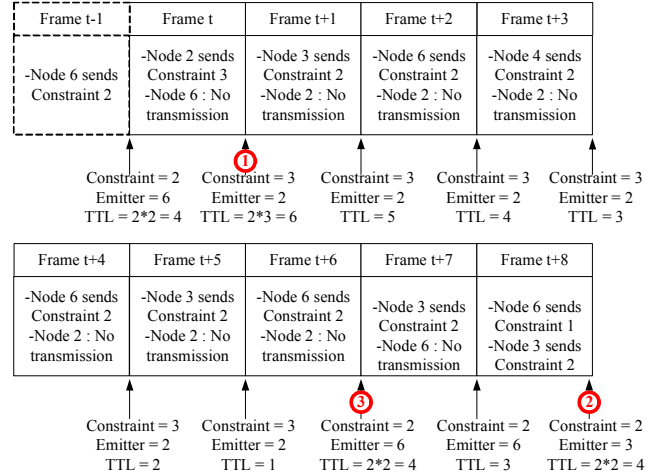 Frame t-1 Frame t Frame t+1 Frame t+2 Frame t+3
-Node 6 sends
Constraint 2
-Node 2 sends
Constraint 3
-Node 6 : No
transmission
-Node 3 sends
Constraint 2
-Node 2 : No
transmission
-Node 6 sends
Constraint 2
-Node 2 : No
transmission
-Node 4 sends
Constraint 2
-Node 2 : No
transmission
1
Constraint = 2
Emitter = 6
TTL = 2*2 = 4
Constraint = 3
Emitter = 2
TTL = 2*3 = 6
Constraint = 3
Emitter = 2
TTL = 5
Constraint = 3
Emitter = 2
TTL = 4
Constraint = 3
Emitter = 2
TTL = 3
Frame t+4 Frame t+5 Frame t+6 Frame t+7 Frame t+8
-Node 6 sends
Constraint 2
-Node 2 : No
transmission
-Node 3 sends
Constraint 2
-Node 2 : No
transmission
-Node 6 sends
Constraint 2
-Node 2 : No
transmission
-Node 3 sends
Constraint 2
-Node 6 : No
transmission
-Node 6 sends
Constraint 1
-Node 3 sends
Constraint 2
3
2
Constraint = 3
Emitter = 2
TTL = 2
Constraint = 3
Emitter = 2
TTL = 1
Constraint = 2
Emitter = 6
TTL = 2*2 = 4
Constraint = 2
Emitter = 6
TTL = 3
Constraint = 2
Emitter = 3
TTL = 2*2 = 4